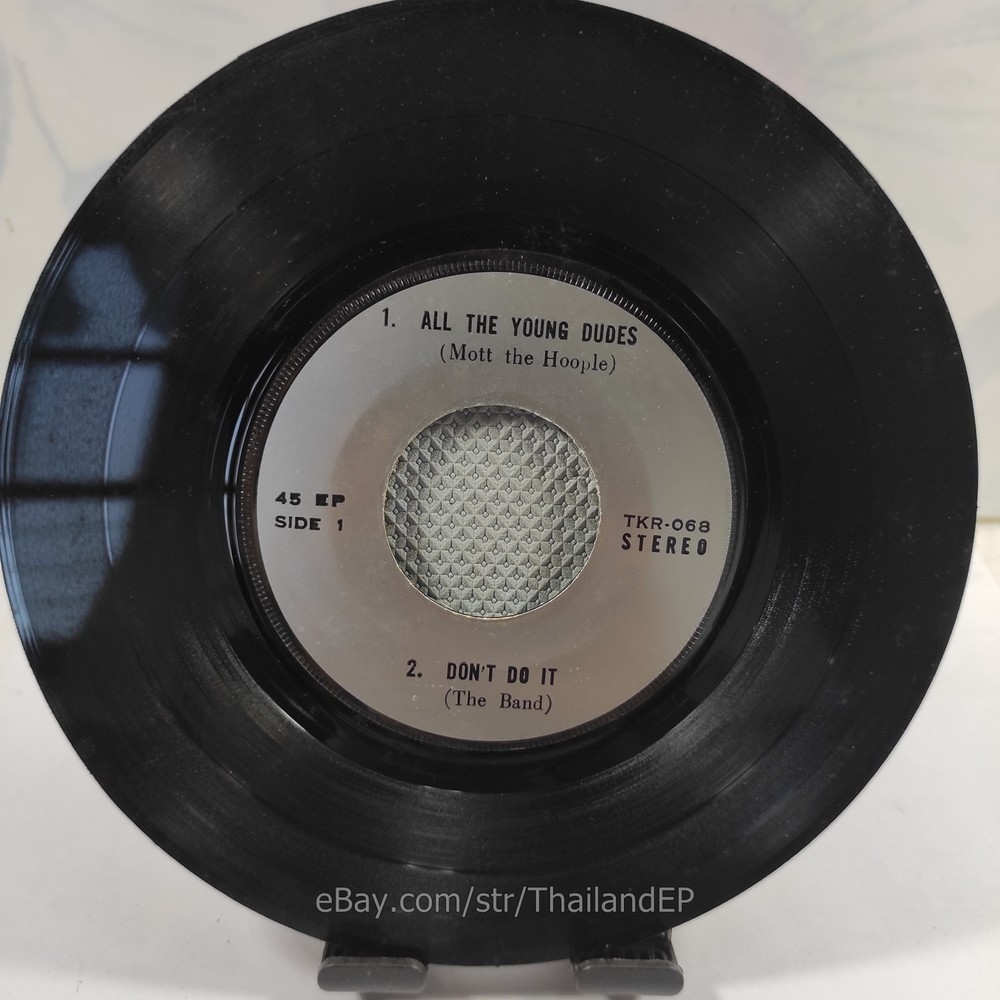 1. ALL THE YOUNG DUDES
(Mott the Hoople)
45 EP
SIDE 1
TKR-068
STEREO
2. DON'T DO IT
(The Band)
eBay.com/str/ThailandEP